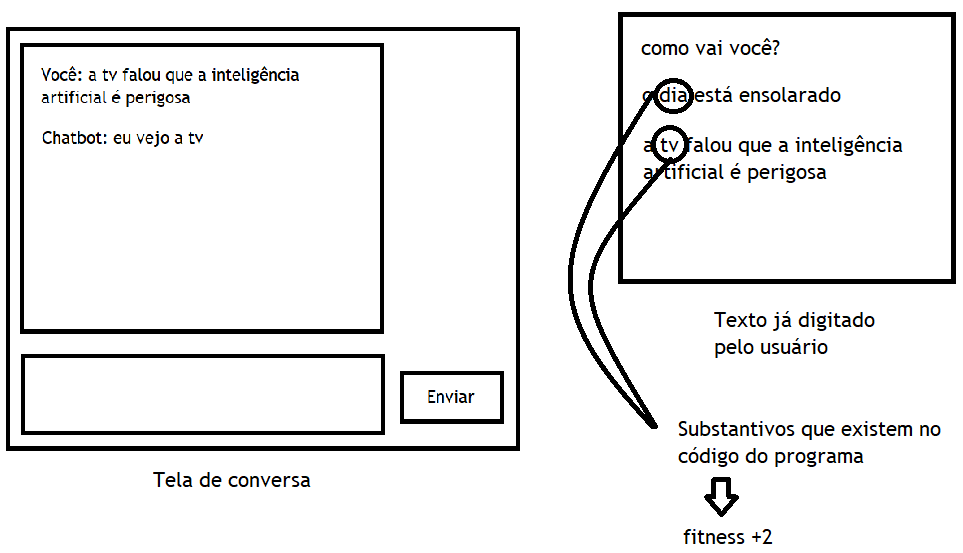 Você: a tv falou que a inteligência
artificial é perigosa
Chatbot: eu vejo a tv
Enviar
Tela de conversa
como vai você?
o dia está ensolarado
a tv falou que a inteligência
artificial é perigosa
Texto já digitado
pelo usuário
Substantivos que existem no
código do programa
fitness +2